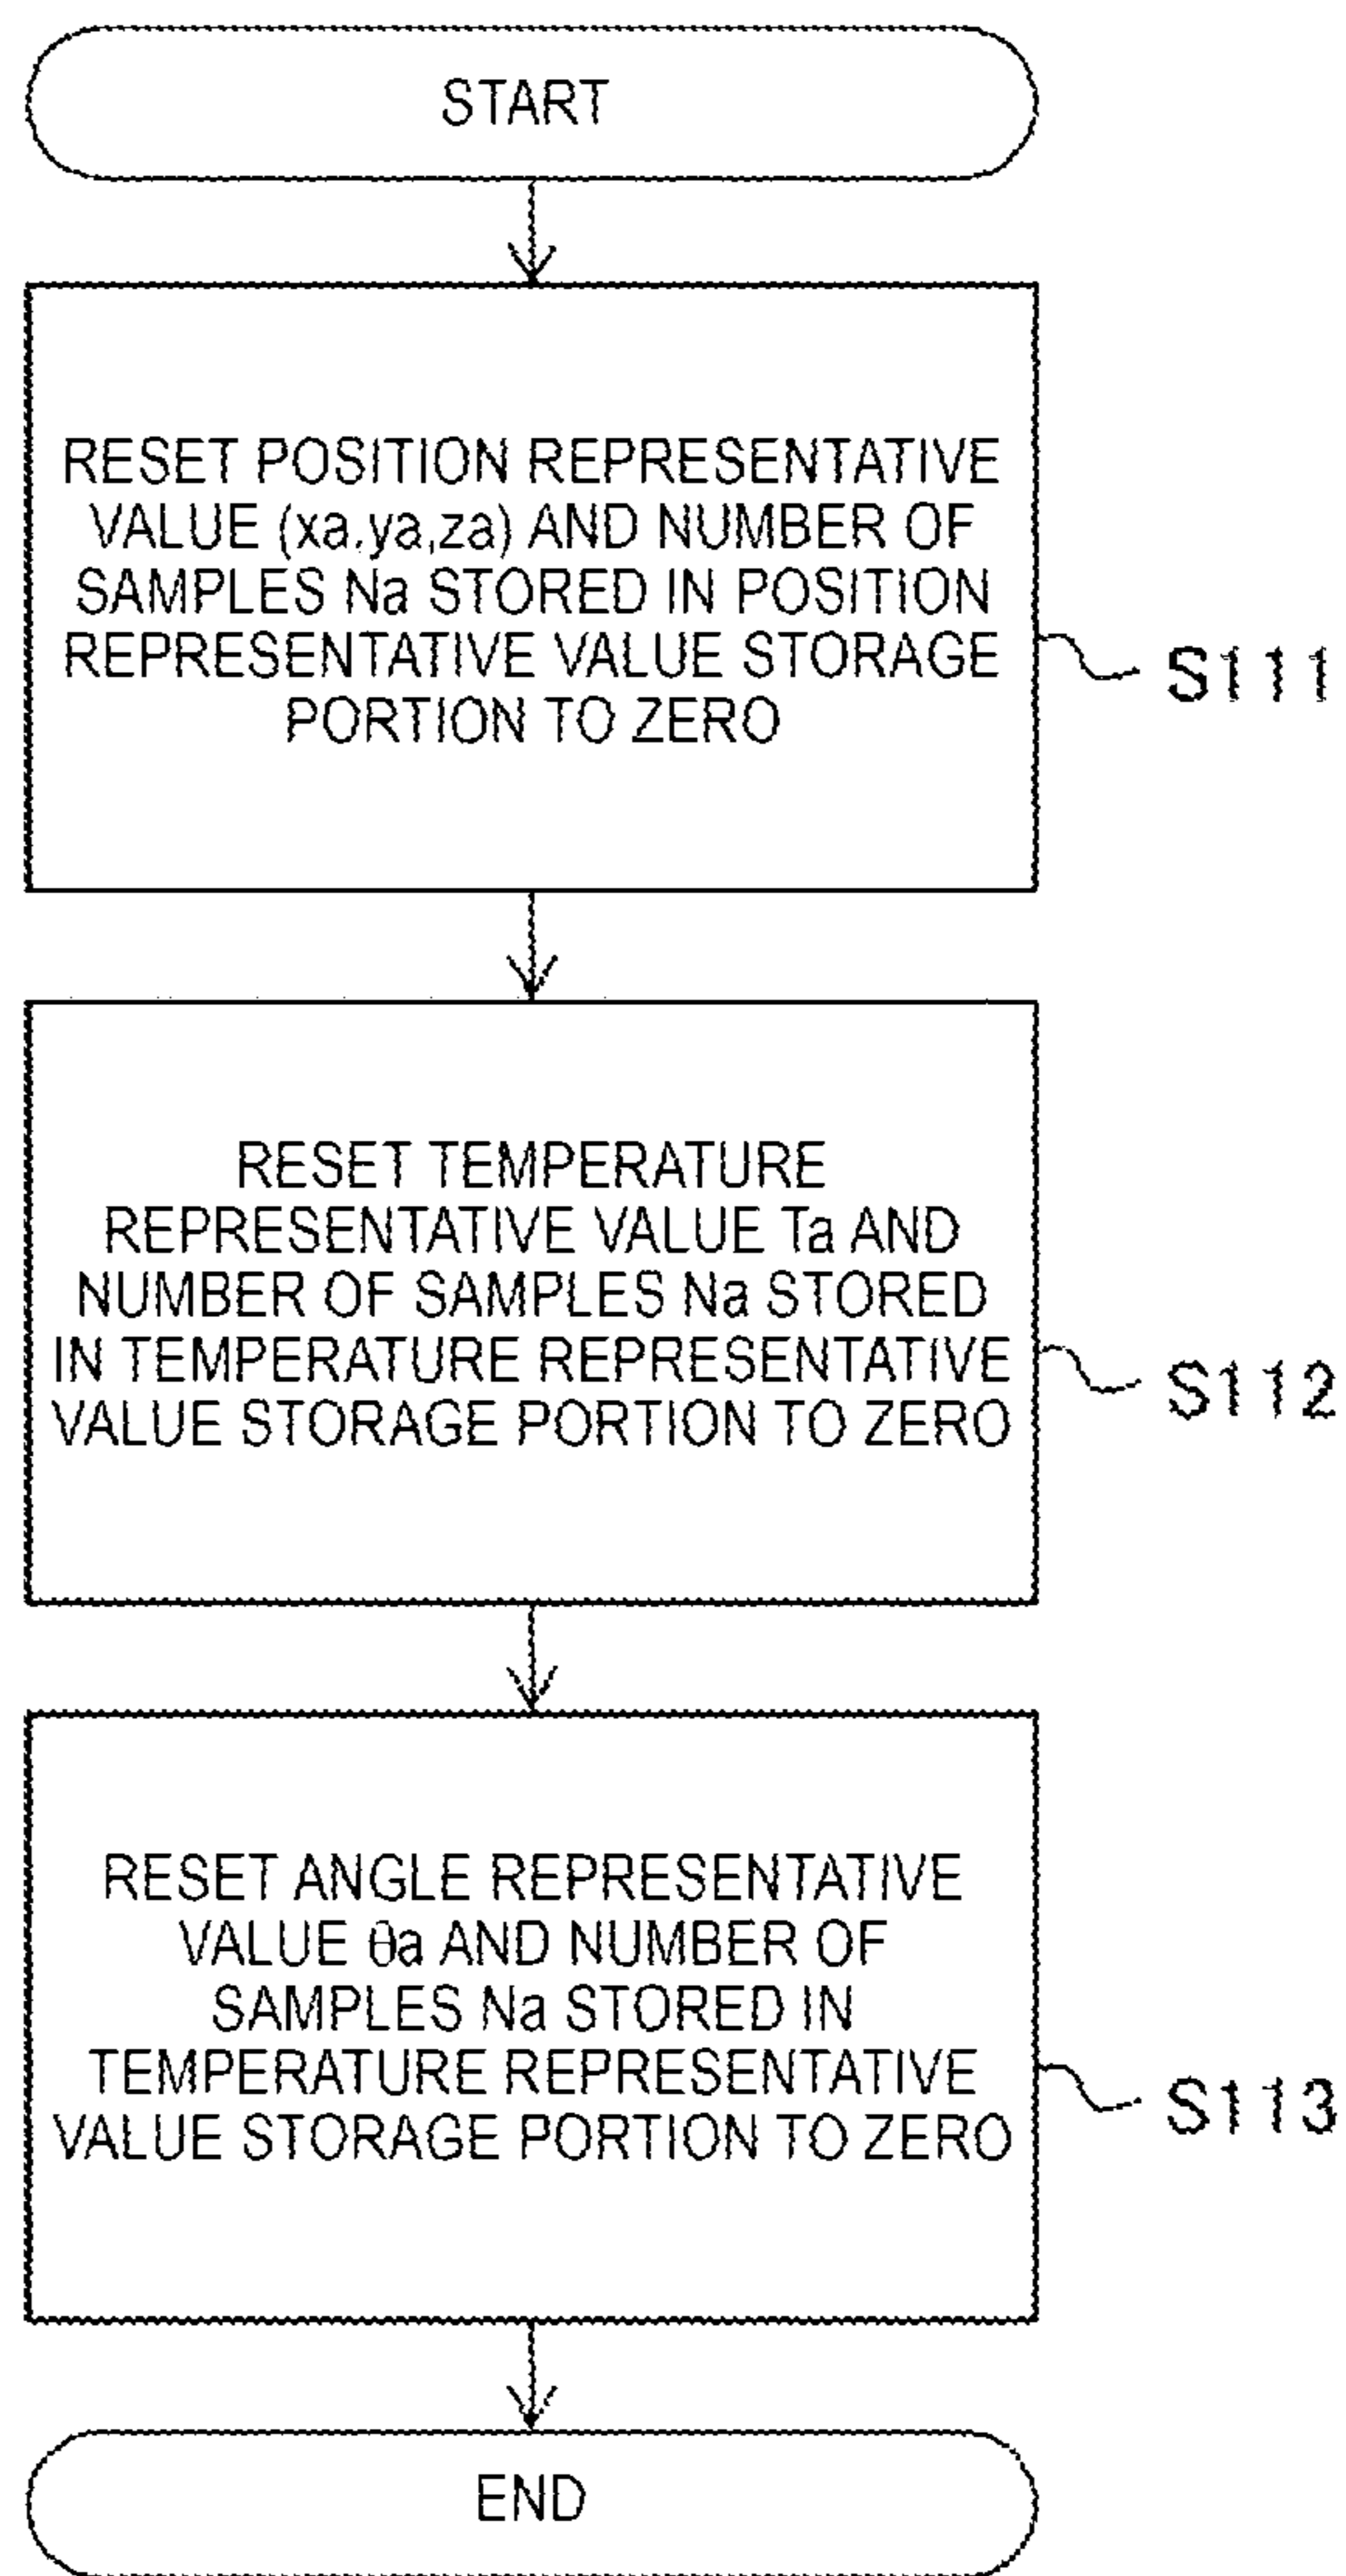 START
RESET POSITION REPRESENTATIVE
VALUE (xa,ya,za) AND NUMBER OF
SAMPLES Na STORED IN POSITION
REPRESENTATIVE VALUE STORAGE
PORTION TO ZERO
S111
RESET TEMPERATURE
REPRESENTATIVE VALUE Ta AND
NUMBER OF SAMPLES Na STORED
IN TEMPERATURE REPRESENTATIVE
VALUE STORAGE PORTION TO ZERO
S112
RESET ANGLE REPRESENTATIVE
VALUE θa AND NUMBER OF
SAMPLES Na STORED IN
TEMPERATURE REPRESENTATIVE
VALUE STORAGE PORTION TO ZERO
S113
END